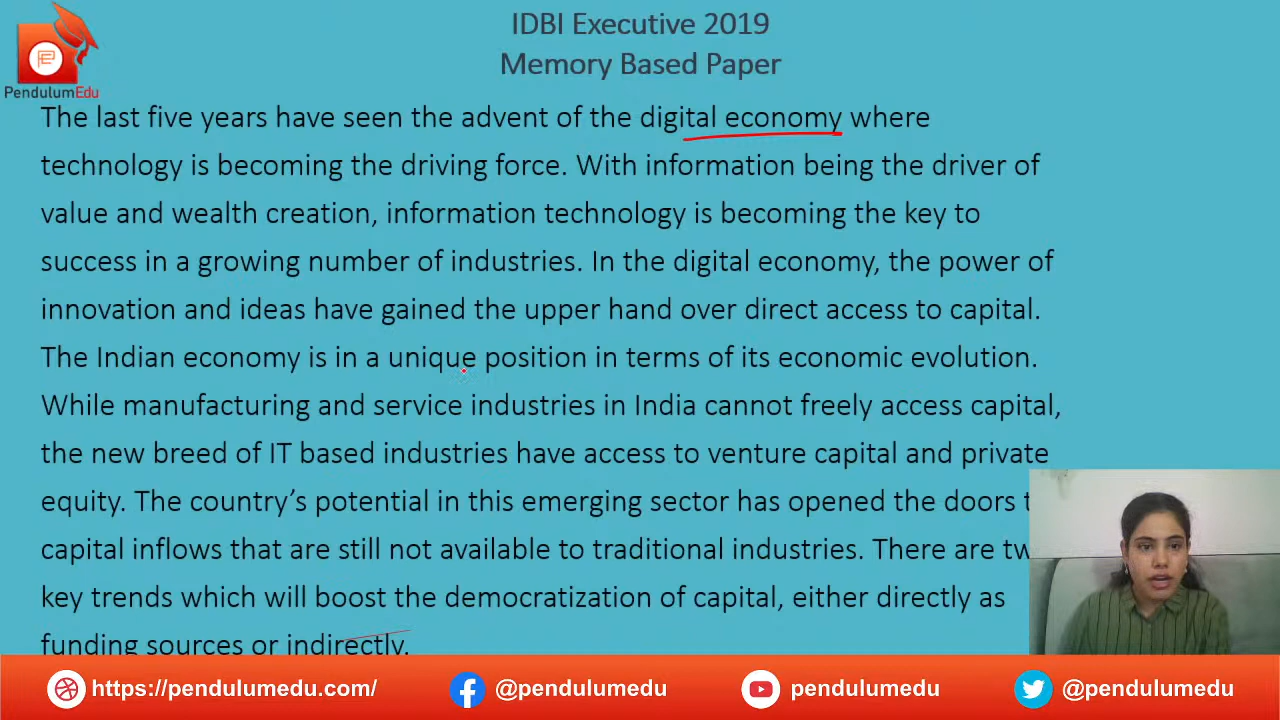 IDBI Executive 2019
Memory Based Paper
PendulumEdu
The last five years have seen the advent of the digital economy where
technology is becoming the driving force. With information being the driver of
value and wealth creation, information technology is becoming the key to
success in a growing number of industries. In the digital economy, the power of
innovation and ideas have gained the upper hand over direct access to capital.
The Indian economy is in a unique position in terms of its economic evolution.
While manufacturing and service industries in India cannot freely access capital,
the new breed of IT based industries have access to venture capital and private
equity. The country’s potential in this emerging sector has opened the doors
capital inflows that are still not available to traditional industries. There are
key trends which will boost the democratization of capital, either directly as
funding sources or indirectly.
https://pendulumedu.com/
@pendulumedu
pendulumedu
@pendulumedu